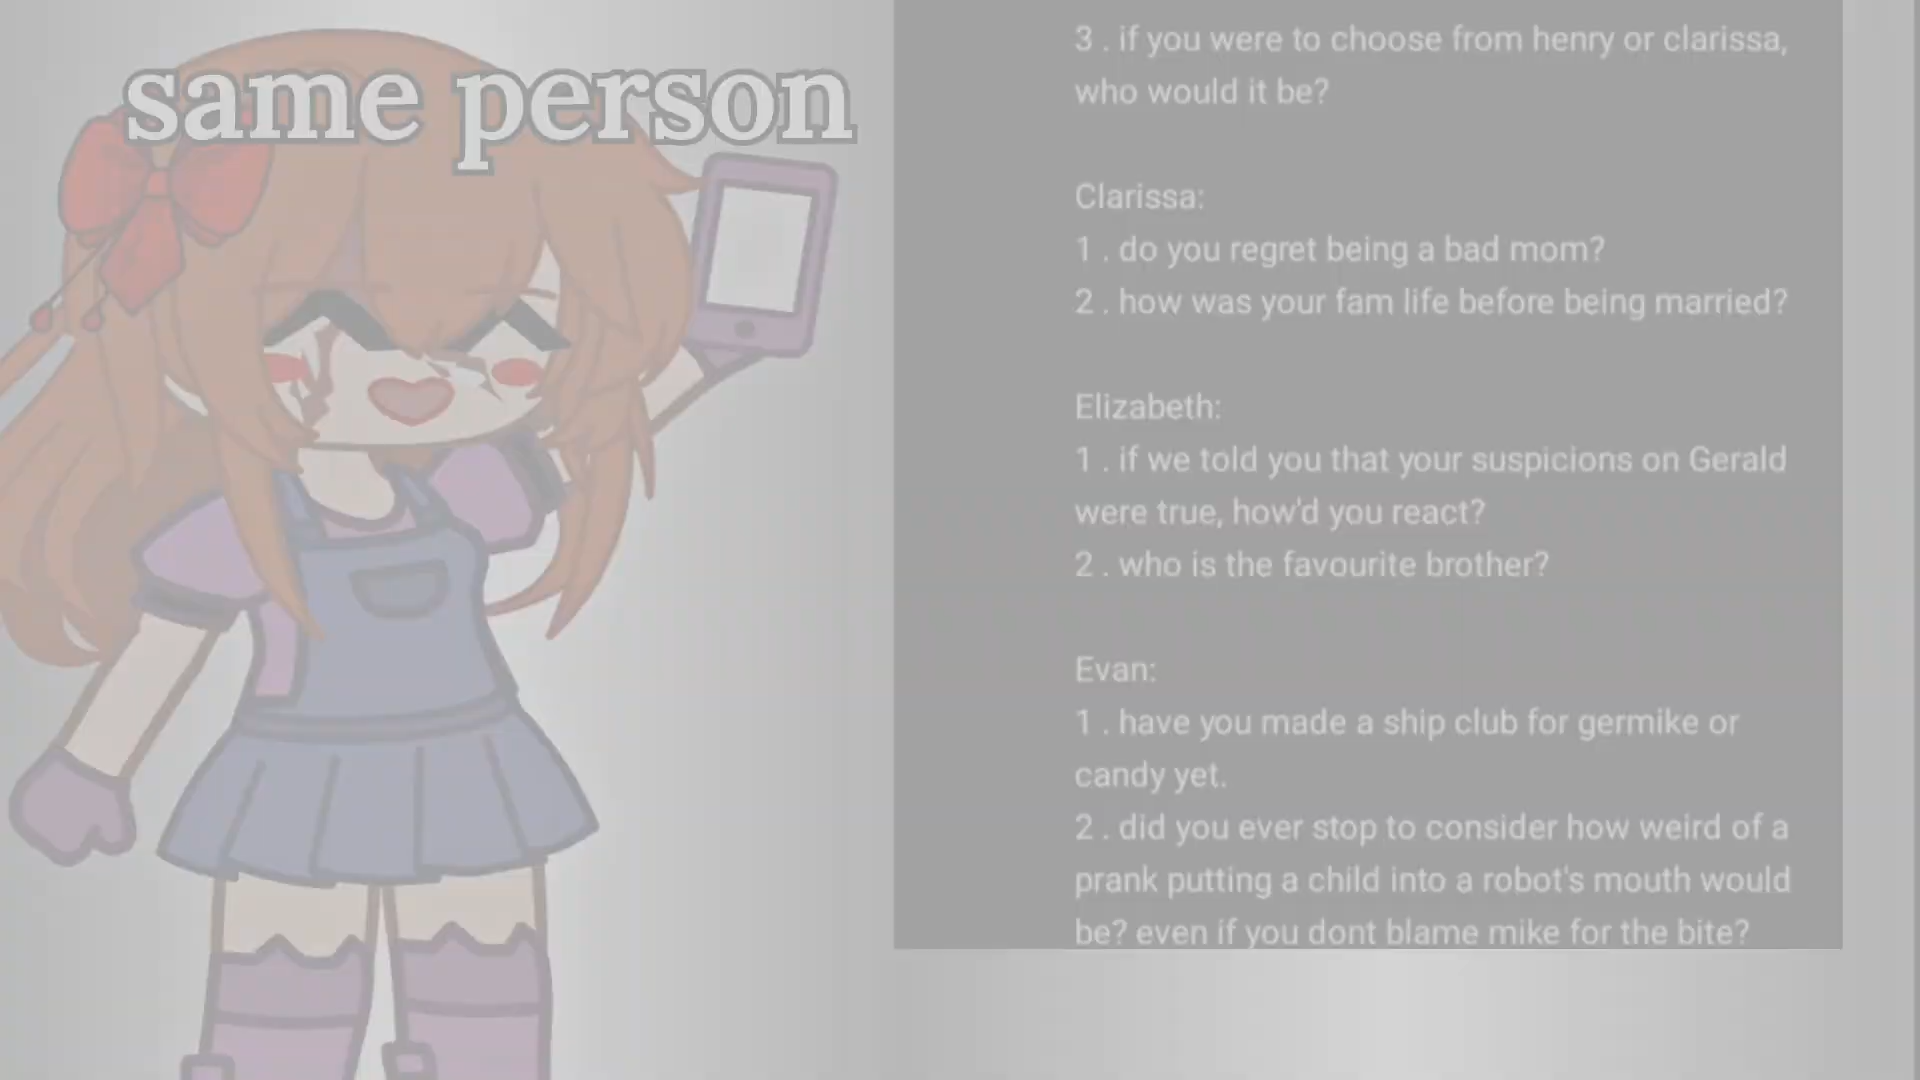 same person
3 . if you were to choose from henry or clarissa,
who would it be?
Clarissa:
1 . do you regret being a bad mom?
2 . how was your fam life before being married?
Elizabeth:
1 . if we told you that your suspicions on Gerald
were true, how'd you react?
2 . who is the favourite brother?
Evan:
1 . have you made a ship club for germike or
candy yet.
2 . did you ever stop to consider how weird of a
prank putting a child into a robot's mouth would
be? even if you dont blame mike for the bite?